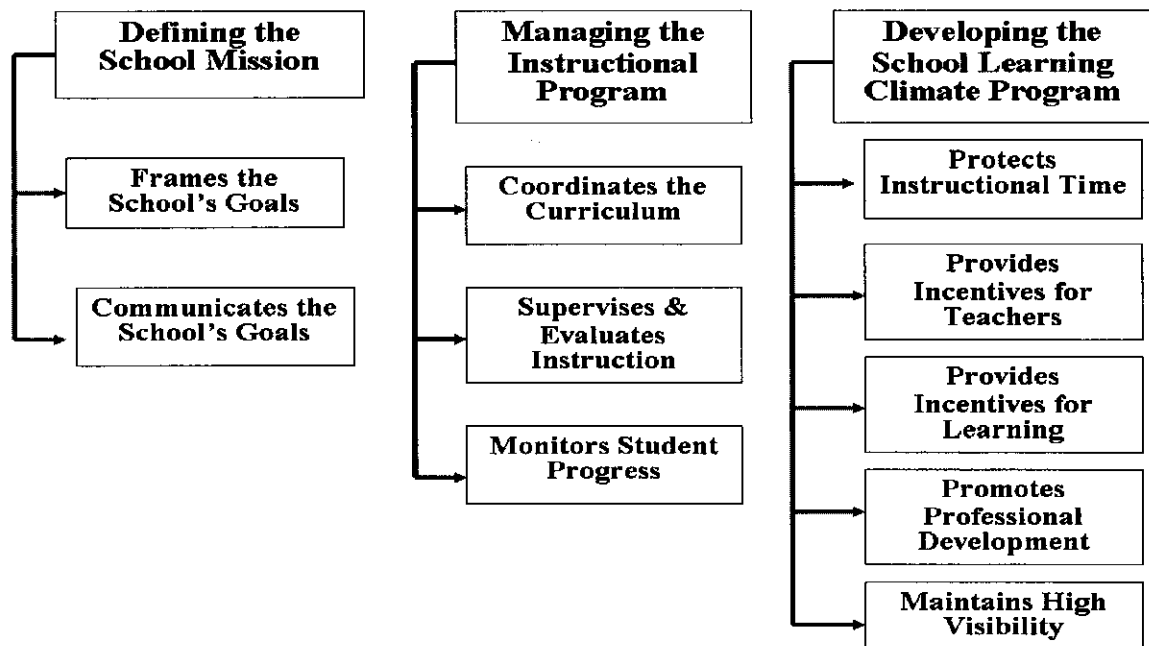 Defining the
School Mission
Frames the
School's Goals
Communicates the
School's Goals
Managing the
Instructional
Program
Coordinates the
Curriculum
Supervises &
Evaluates
Instruction
Monitors Student
Progress
Developing the
School Learning
Climate Program
Protects
Instructional Time
Provides
Incentives for
Teachers
Provides
Incentives for
Learning
Promotes
Professional
Development
Maintains High
Visibility